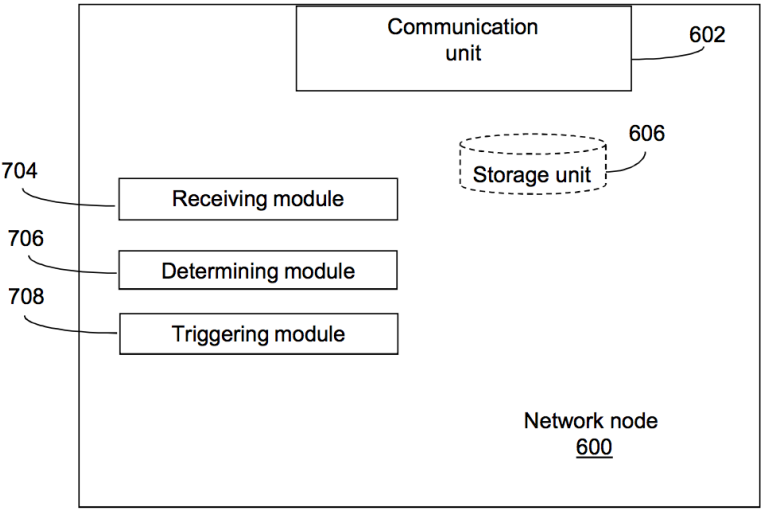 Communication
unit
602
606
Storage unit
704
Receiving module
706
Determining module
708
Triggering module
Network node
600